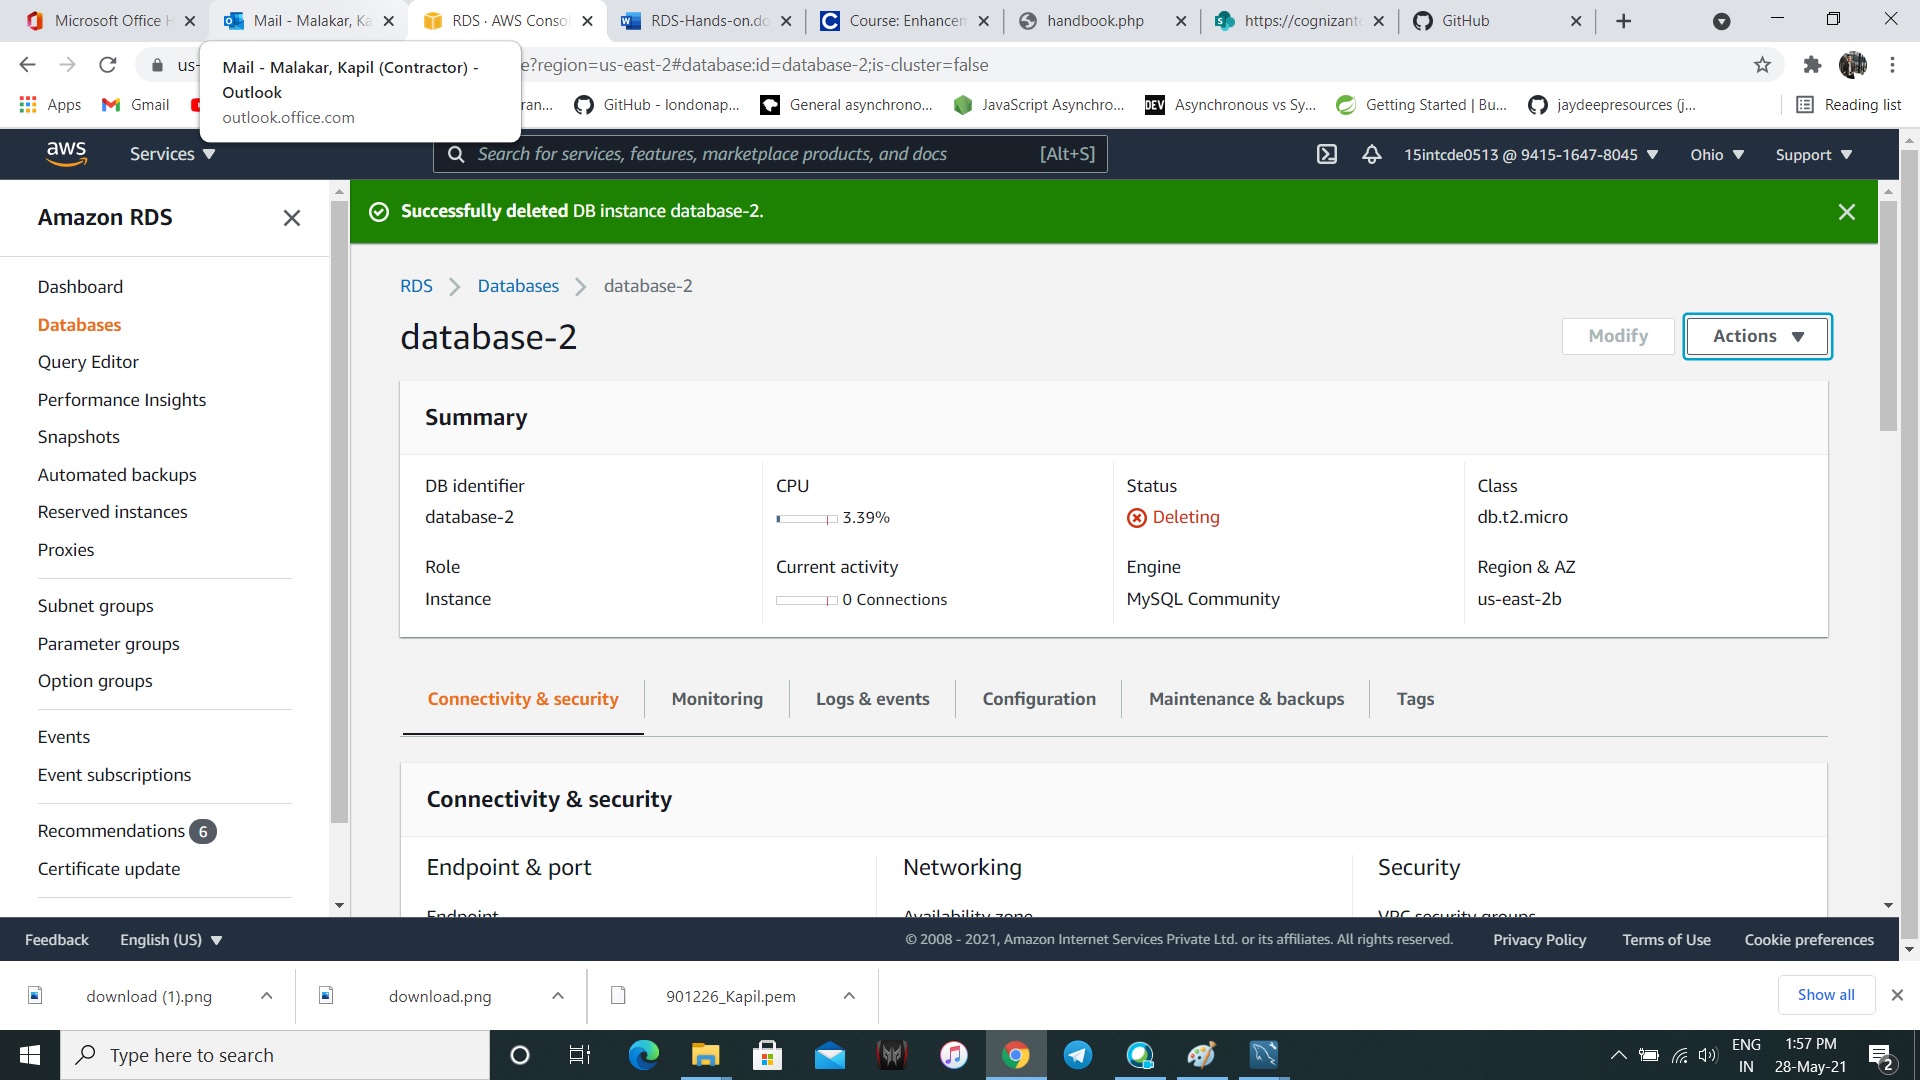 Microsoft Office H
Mail - Malakar, Ka
RDS · AWS Consol
RDS-Hands-on.do
Course: Enhancem
handbook.php
https://cognizant
GitHub
us-
e?region=us-east-2#database:id=database-2;is-cluster=false
Mail - Malakar, Kapil (Contractor) -
Outlook
outlook.office.com
Apps
Gmail
ran...
GitHub - londonap...
General asynchrono...
JavaScript Asynchro...
DEV
Asynchronous vs Sy...
Getting Started | Bu...
jaydeepresources (j...
Reading list
aws
Services
Search for services, features, marketplace products, and docs
[Alt+S]
15intcde0513 @ 9415-1647-8045
Ohio
Support
Amazon RDS
Successfully deleted DB instance database-2.
Dashboard
Databases
Query Editor
Performance Insights
Snapshots
Automated backups
Reserved instances
Proxies
Subnet groups
Parameter groups
Option groups
Events
Event subscriptions
Recommendations 6
Certificate update
RDS
Databases
database-2
database-2
Modify
Actions
Summary
DB identifier
database-2
CPU
3.39%
Status
Deleting
Class
db.t2.micro
Role
Instance
Current activity
0 Connections
Engine
MySQL Community
Region & AZ
us-east-2b
Connectivity & security
Monitoring
Logs & events
Configuration
Maintenance & backups
Tags
Connectivity & security
Endpoint & port
Networking
Security
Endpoint
Availability zone
VPC security groups
Feedback
English (US)
© 2008 - 2021, Amazon Internet Services Private Ltd. or its affiliates. All rights reserved.
Privacy Policy
Terms of Use
Cookie preferences
download (1).png
download.png
901226_Kapil.pem
Show all
Type here to search
ENG
IN
1:57 PM
28-May-21
2